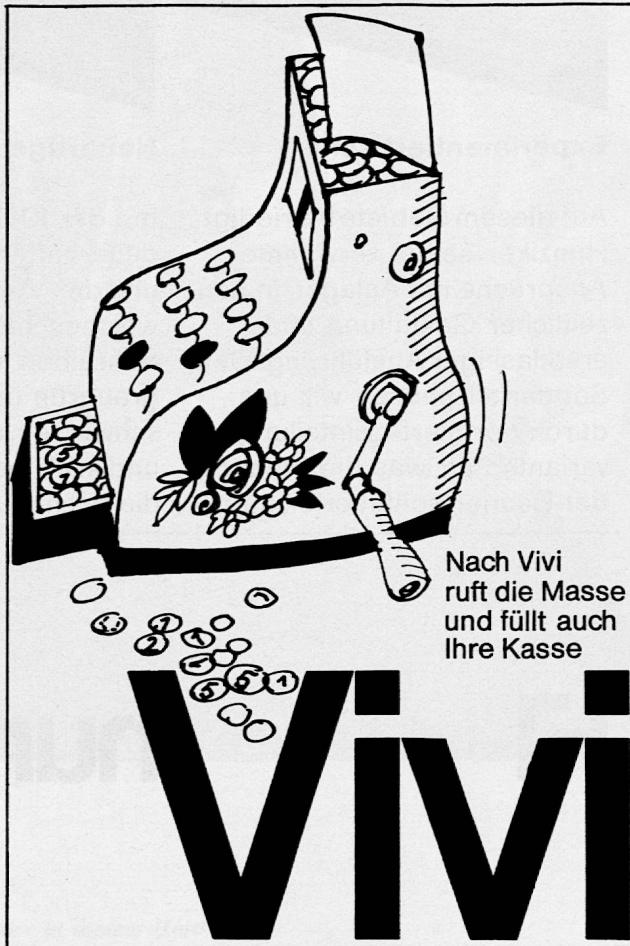 Nach Vivi
ruft die Masse
und füllt auch
Ihre Kasse
Vivi